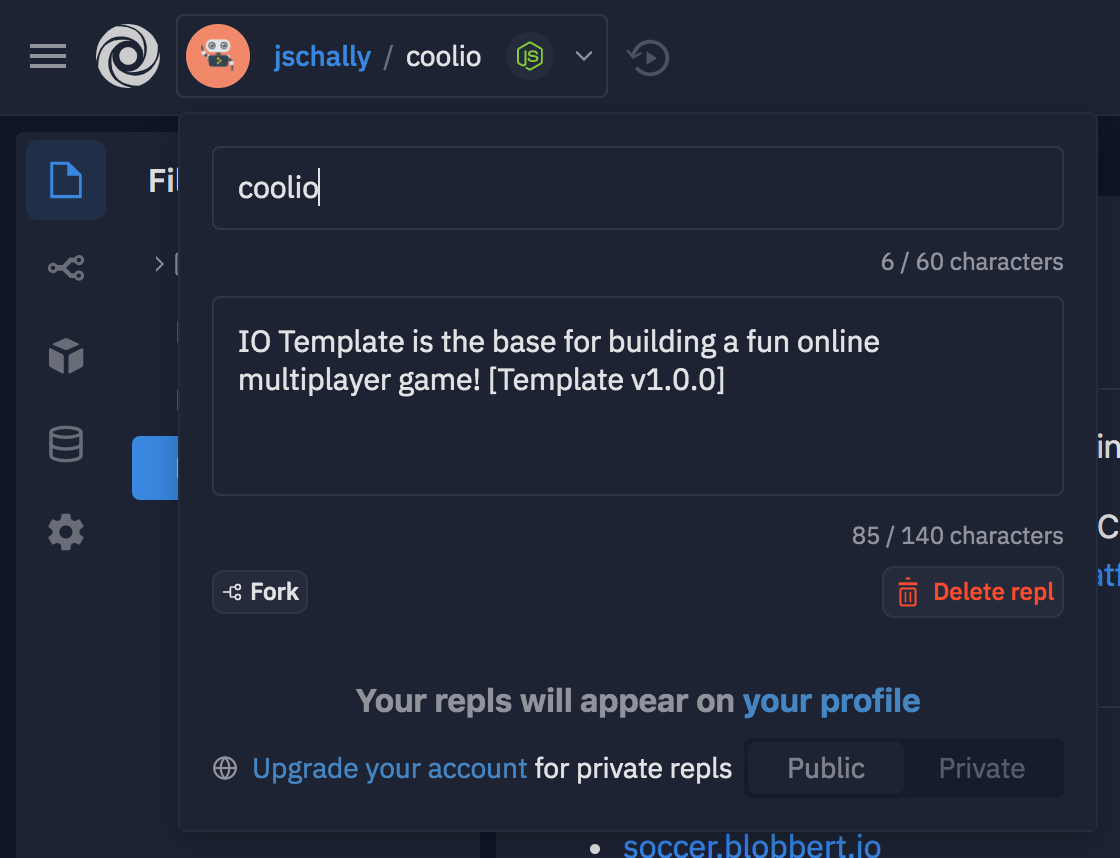 jschally / coolio
coolio
6 / 60 characters
IO Template is the base for building a fun online
multiplayer game! [Template v1.0.0]
85 / 140 characters
Fork
Delete repl
Your repls will appear on your profile
Upgrade your account for private repls Public Private
soccer.blobbert.io